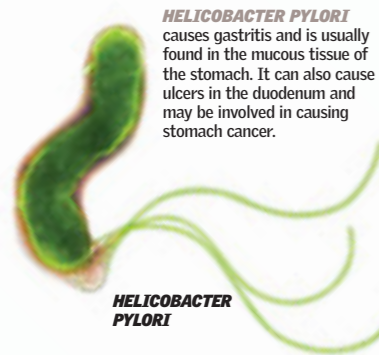 HELICOBACTER PYLORI
causes gastritis and is usually
found in the mucous tissue of
the stomach. It can also cause
ulcers in the duodenum and
may be involved in causing
stomach cancer.
HELICOBACTER
PYLORI